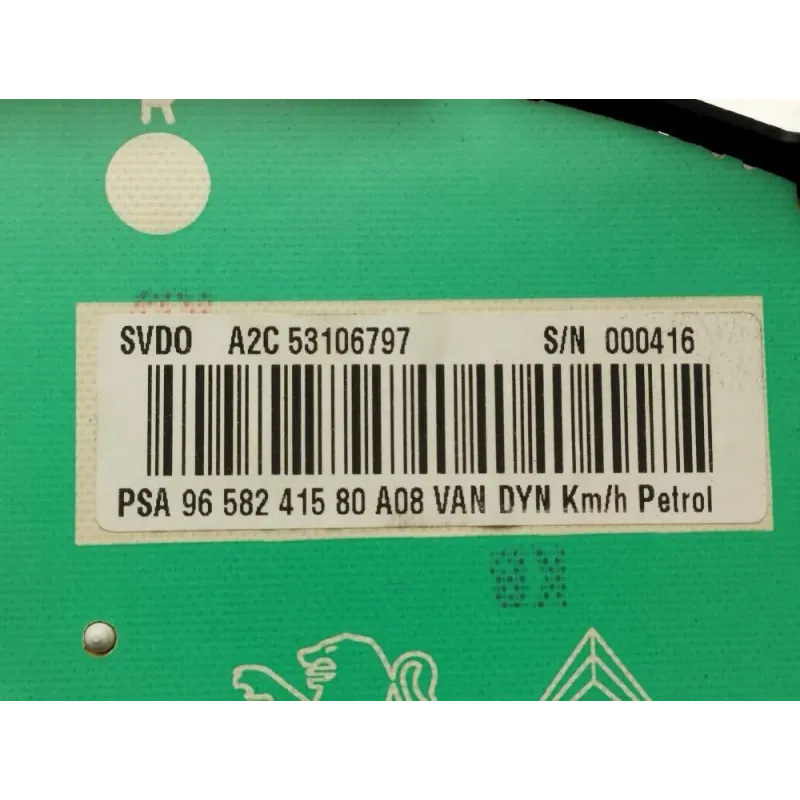 R
SVDO A2C 53106797 S/N 000416
PSA 96 582 415 80 A08 VAN DYN Km/h Petrol